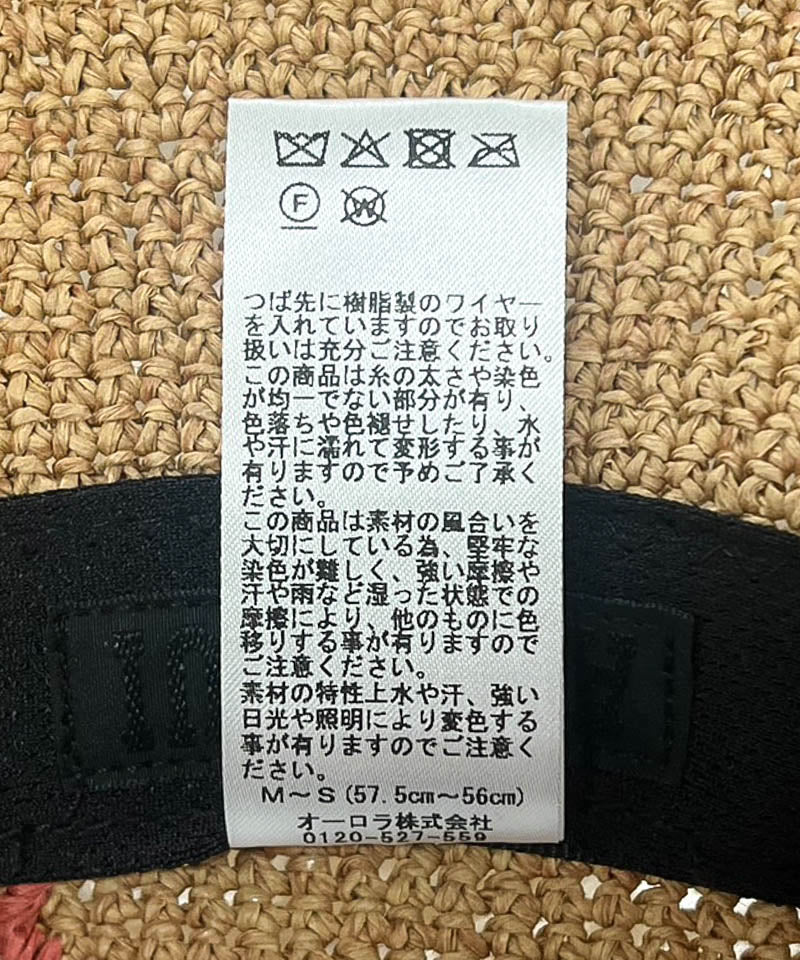 F
W
つば先に樹脂製のワイヤー
を入れていますのでお取り
扱いは充分ご注意ください。
この商品は糸の太さや染色
が均一でない部分が有り、
色落ちや色褪せしたり、水
や汗に濡れて変形する事が
有りますので予めご了承く
ださい。
この商品は素材の風合いを
大切にしている為、堅牢な
染色が難しく、強い摩擦や
汗や雨など湿った状態での
摩擦により、他のものに色
移りする事が有りますので
ご注意ください。
素材の特性上水や汗、強い
日光や照明により変色する
事が有りますのでご注意く
ださい。
M～S(57.5cm～56cm)
オーロラ株式会社
0120-527-559